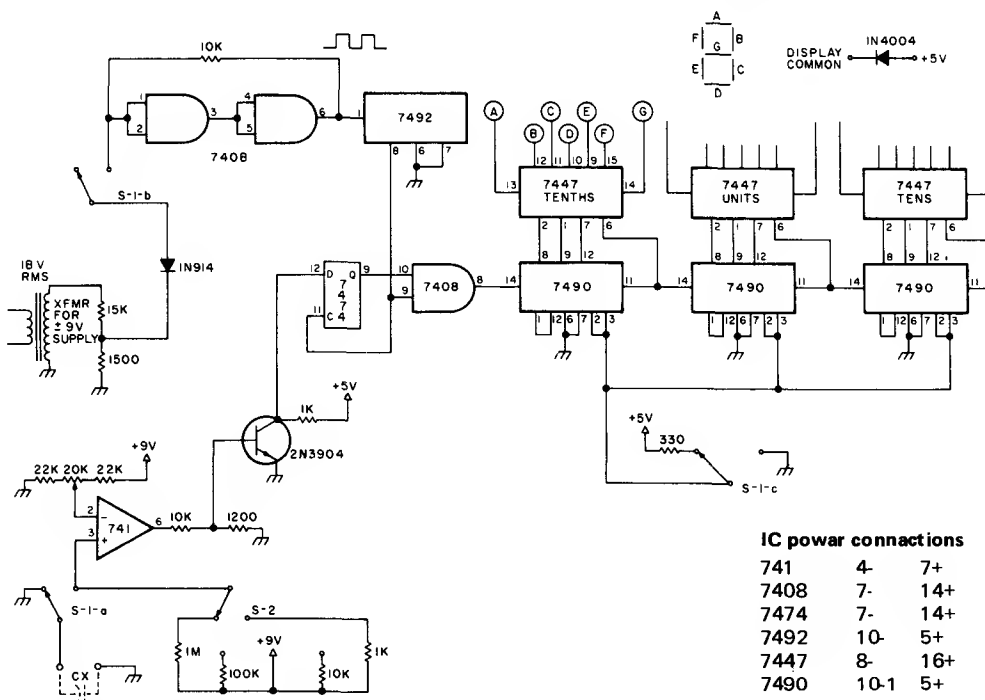 10K
1
2
3
4
5
6
7408
1
7492
8
6
7
A
F
B
G
E
C
D
DISPLAY
COMMON
1N4004
+5V
A
B
C
D
E
F
G
12
11
10
9
15
13
7447
TENTHS
14
7447
UNITS
7447
TENS
2
1
7
6
2
1
7
6
2
1
7
6
S-1-b
1N914
18 V
RMS
XFMR
FOR
± 9V
SUPPLY
15K
1500
12
D
Q
9
7
4
7
4
11
C
10
9
7408
8
14
8
9
12
7490
11
14
8
9
12
7490
11
14
8
9
12
7490
11
1
12
6
7
2
3
1
12
6
7
2
3
1
12
6
7
2
3
1K
+5V
2N3904
+5V
330
S-1-c
22K
20K
22K
+9V
2
3
-
+
741
6
10K
1200
S-1-a
CX
S-2
1M
100K
+9V
10K
1K
IC powar connactions
741 4- 7+
7408 7- 14+
7474 7- 14+
7492 10- 5+
7447 8- 16+
7490 10-1 5+